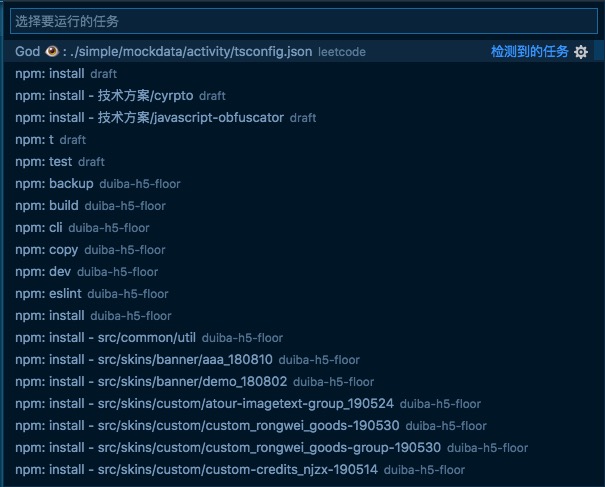 选择要运行的任务
God 👁 : ./simple/mockdata/activity/tsconfig.json leetcode 检测到的任务
npm: install draft
npm: install - 技术方案/cyrpto draft
npm: install - 技术方案/javascript-obfuscator draft
npm: t draft
npm: test draft
npm: backup duiba-h5-floor
npm: build duiba-h5-floor
npm: cli duiba-h5-floor
npm: copy duiba-h5-floor
npm: dev duiba-h5-floor
npm: eslint duiba-h5-floor
npm: install duiba-h5-floor
npm: install - src/common/util duiba-h5-floor
npm: install - src/skins/banner/aaa_180810 duiba-h5-floor
npm: install - src/skins/banner/demo_180802 duiba-h5-floor
npm: install - src/skins/custom/atour-imagetext-group_190524 duiba-h5-floor
npm: install - src/skins/custom/custom_rongwei_goods-190530 duiba-h5-floor
npm: install - src/skins/custom/custom_rongwei_goods-group-190530 duiba-h5-floor
npm: install - src/skins/custom/custom-credits_njzx-190514 duiba-h5-floor